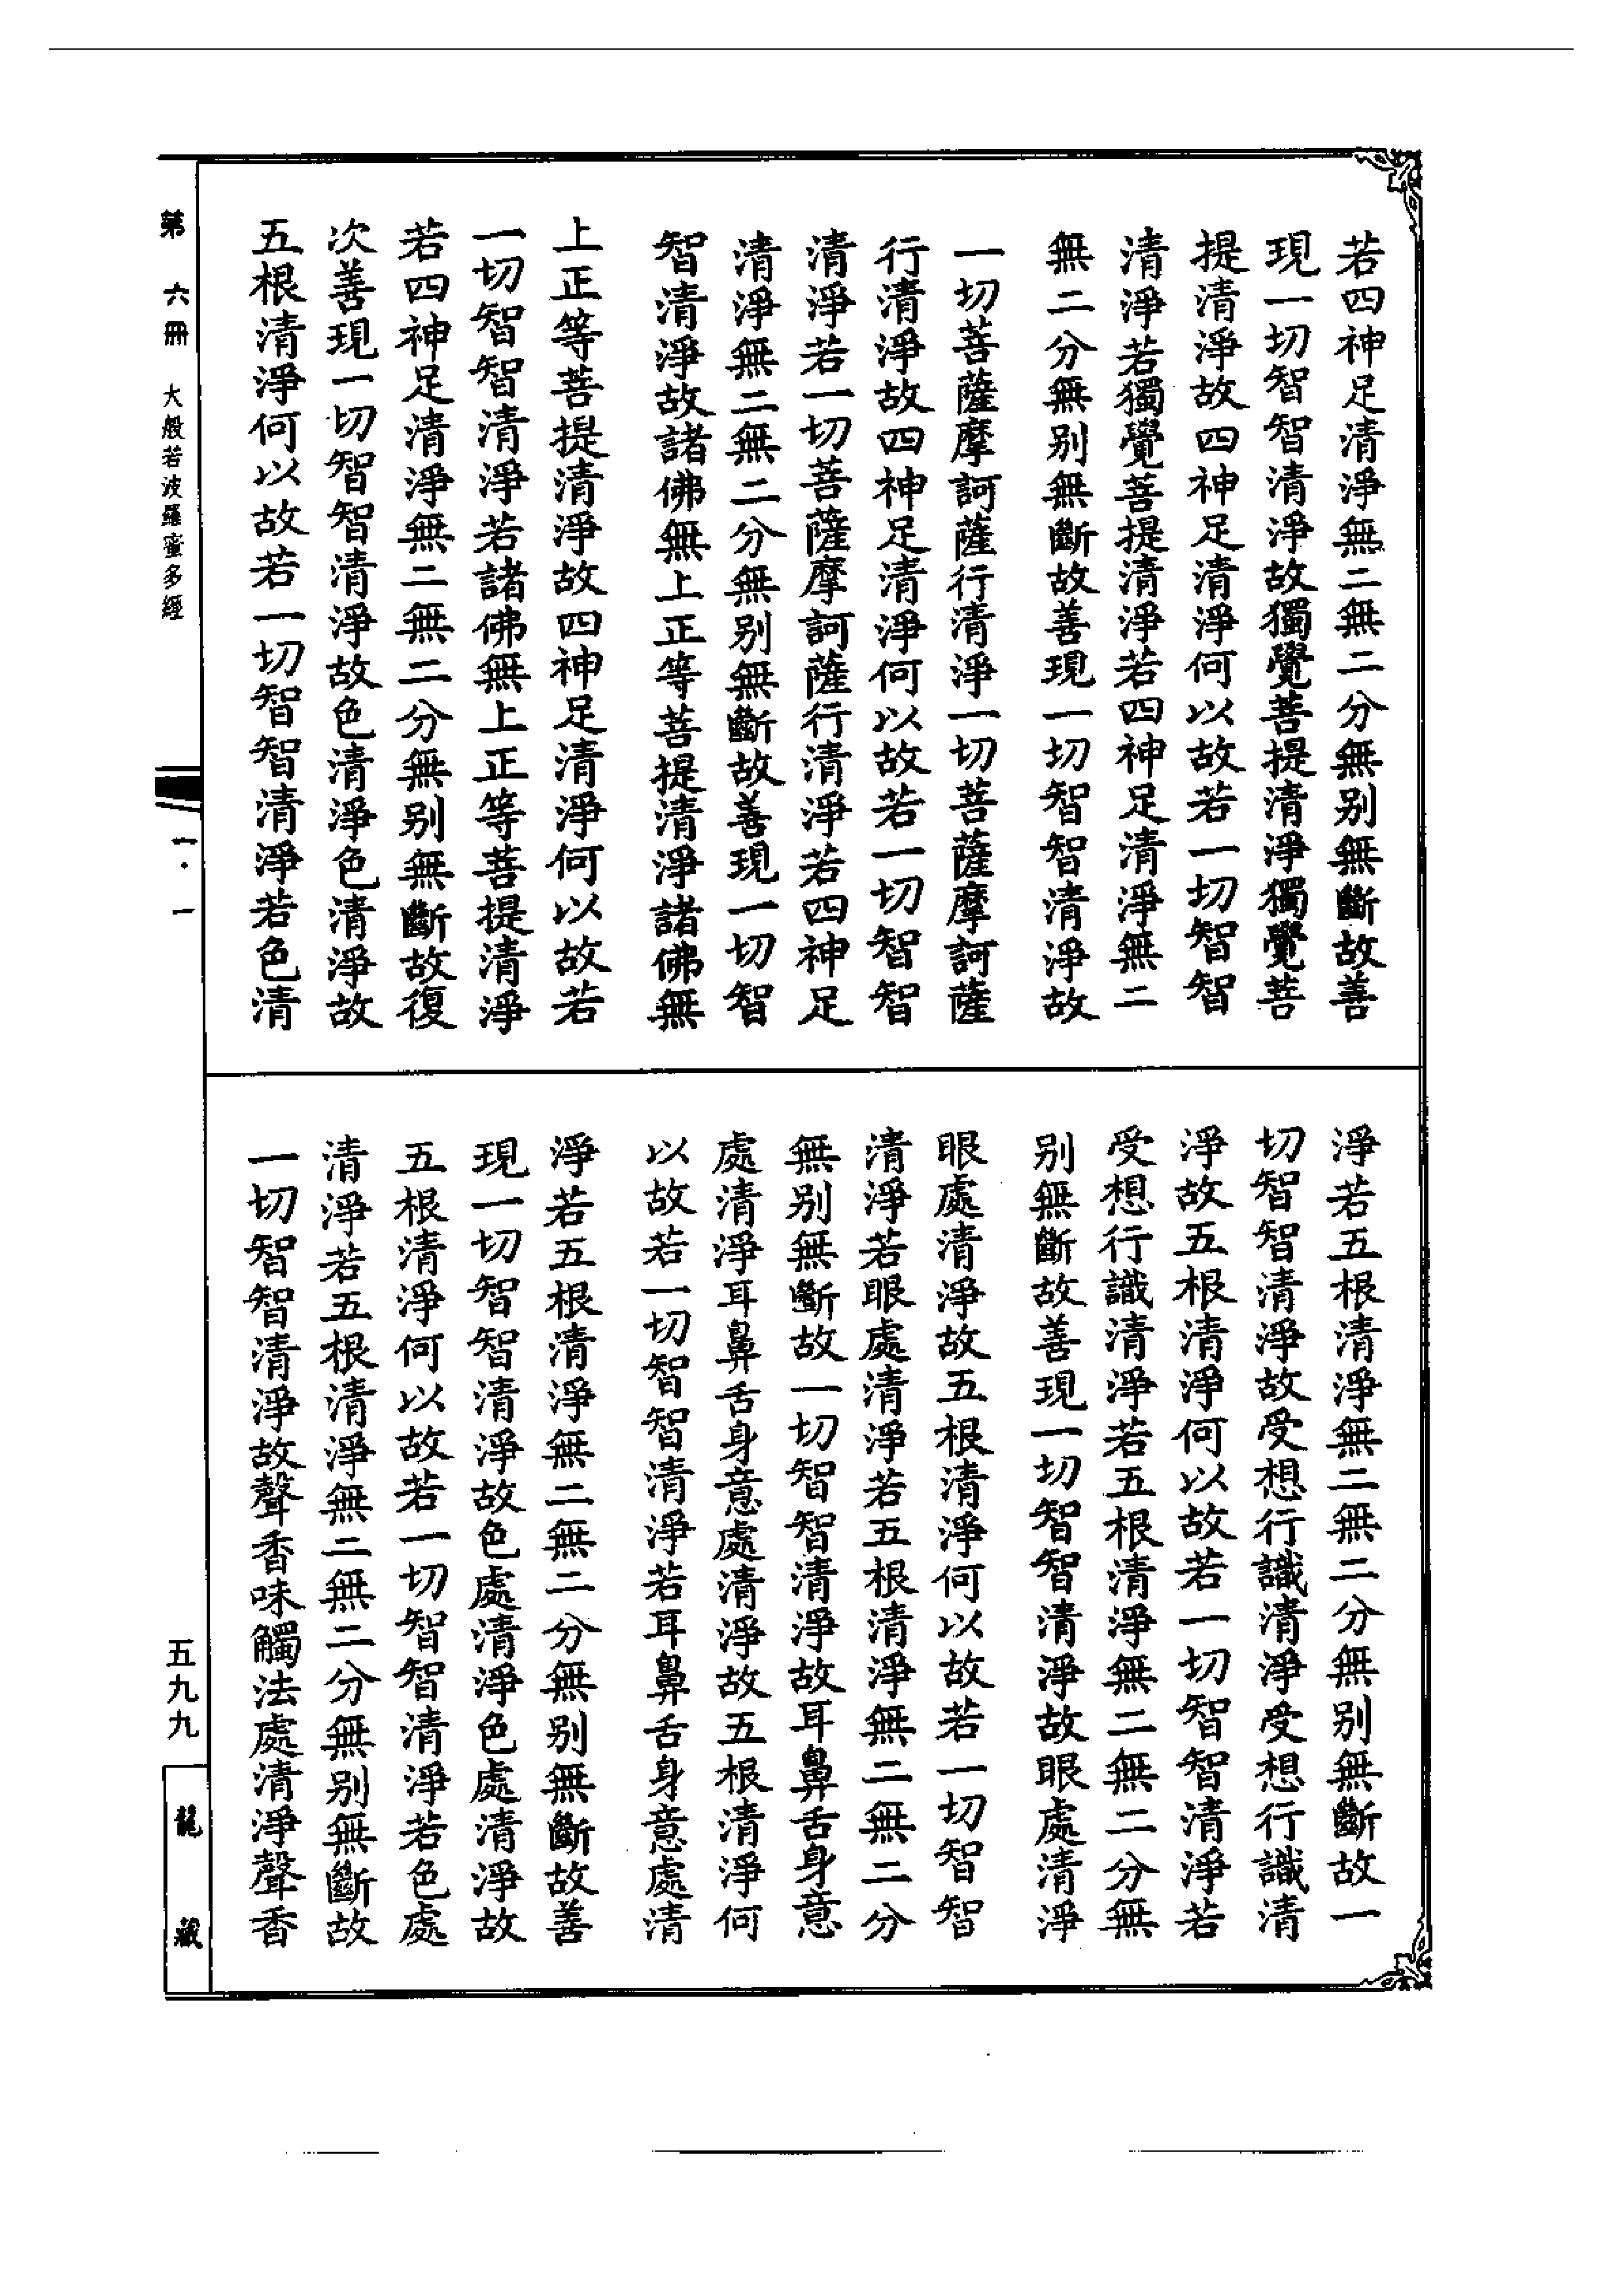 若四神足清淨無二無二分無别無斷故善
現一切智智清淨故獨覺菩提清淨獨覺菩
提清淨故四神足清淨何以故若一切智智
清淨若獨覺菩提清淨若四神足清淨無二
無二分無别無斷故善現一切智智清淨故
一切菩薩摩訶薩行清淨一切菩薩摩訶薩
行清淨故四神足清淨何以故若一切智智
清淨若一切菩薩摩訶薩行清淨若四神足
清淨無二無二分無别無斷故善現一切智
智清淨故諸佛無上正等菩提清淨諸佛無
上正等菩提清淨故四神足清淨何以故若
一切智智清淨若諸佛無上正等菩提清淨
若四神足清淨無二無二分無别無斷故復
次善現一切智智清淨故色清淨色清淨故
五根清淨何以故若一切智智清淨若色清
淨若五根清淨無二無二分無别無斷故一
切智智清淨故受想行識清淨受想行識清
淨故五根清淨何以故若一切智智清淨若
受想行識清淨若五根清淨無二無二分無
别無斷故善現一切智智清淨故眼處清淨
眼處清淨故五根清淨何以故若一切智智
清淨若眼處清淨若五根清淨無二無二分
無别無斷故一切智智清淨故耳鼻舌身意
處清淨耳鼻舌身意處清淨故五根清淨何
以故若一切智智清淨若耳鼻舌身意處清
淨若五根清淨無二無二分無别無斷故善
現一切智智清淨故色處清淨色處清淨故
五根清淨何以故若一切智智清淨若色處
清淨若五根清淨無二無二分無别無斷故
一切智智清淨故聲香味觸法處清淨聲香
第六冊 大般若波羅蜜多經
一·一
五九九
龍藏